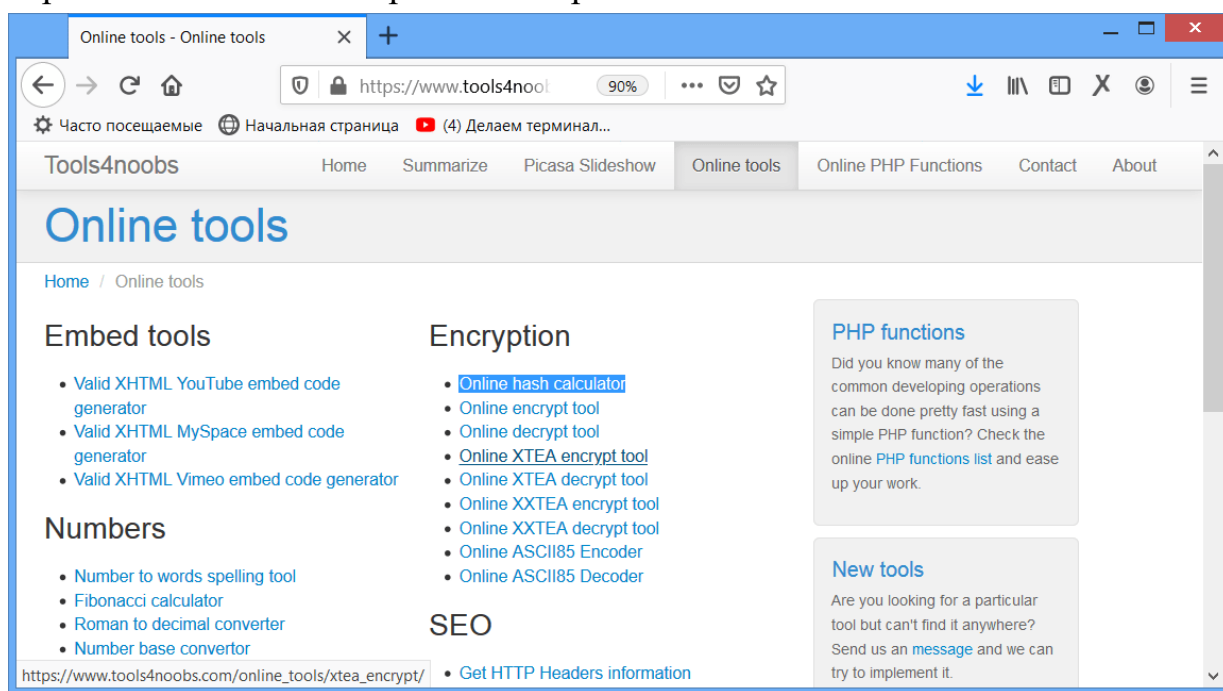 Online tools - Online tools
https://www.tools4noob
90%
Часто посещаемые Начальная страница (4) Делаем терминал...
Tools4noobs Home Summarize Picasa Slideshow Online tools Online PHP Functions Contact About
Online tools
Home / Online tools
Embed tools
Valid XHTML YouTube embed code
generator
Valid XHTML MySpace embed code
generator
Valid XHTML Vimeo embed code generator
Numbers
Number to words spelling tool
Fibonacci calculator
Roman to decimal converter
Number base convertor
https://www.tools4noobs.com/online_tools/xtea_encrypt/
Encryption
Online hash calculator
Online encrypt tool
Online decrypt tool
Online XTEA encrypt tool
Online XTEA decrypt tool
Online XXTEA encrypt tool
Online XXTEA decrypt tool
Online ASCII85 Encoder
Online ASCII85 Decoder
SEO
Get HTTP Headers information
PHP functions
Did you know many of the
common developing operations
can be done pretty fast using a
simple PHP function? Check the
online PHP functions list and ease
up your work.
New tools
Are you looking for a particular
tool but can't find it anywhere?
Send us an message and we can
try to implement it.